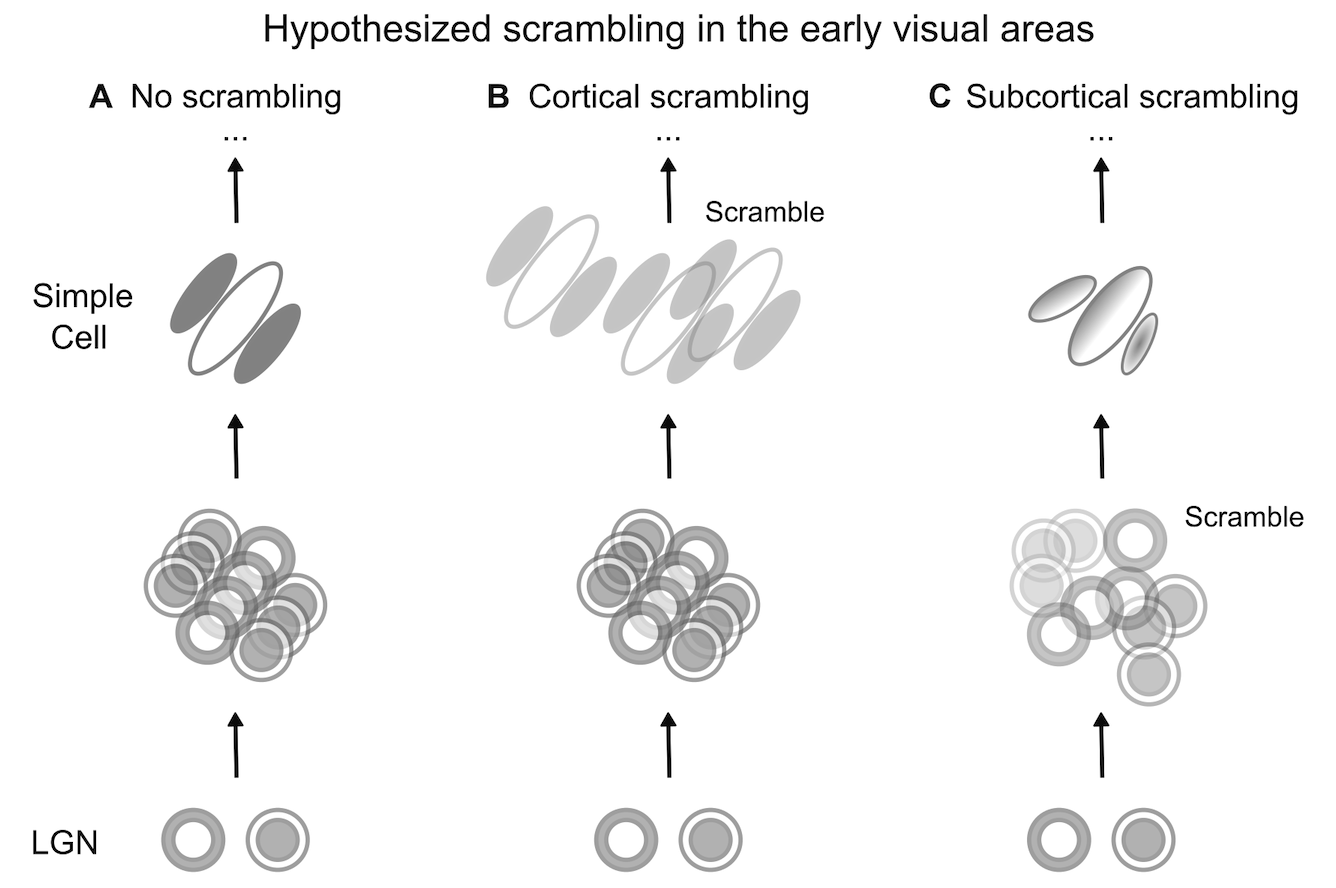 Hypothesized scrambling in the early visual areas
A No scrambling
B Cortical scrambling
C Subcortical scrambling
...
...
...
Scramble
Simple
Cell
Scramble
LGN